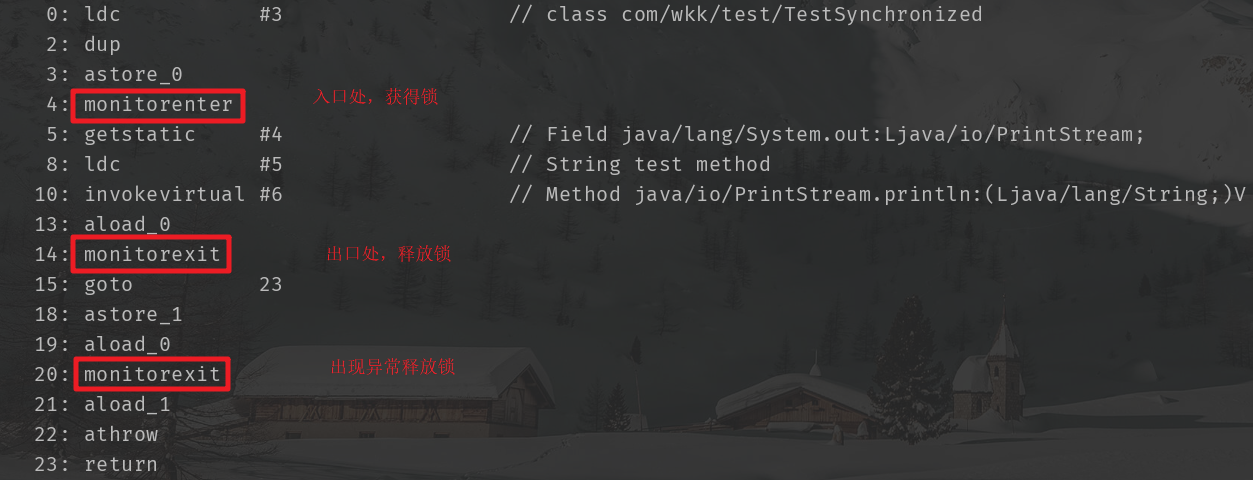 0: ldc #3 // class com/wkk/test/TestSynchronized
2: dup
3: astore_0
4: monitorenter 入口处，获得锁
5: getstatic #4 // Field java/lang/System.out:Ljava/io/PrintStream;
8: ldc #5 // String test method
10: invokevirtual #6 // Method java/io/PrintStream.println:(Ljava/lang/String;)V
13: aload_0
14: monitorexit 出口处，释放锁
15: goto 23
18: astore_1
19: aload_0
20: monitorexit 出现异常释放锁
21: aload_1
22: athrow
23: return